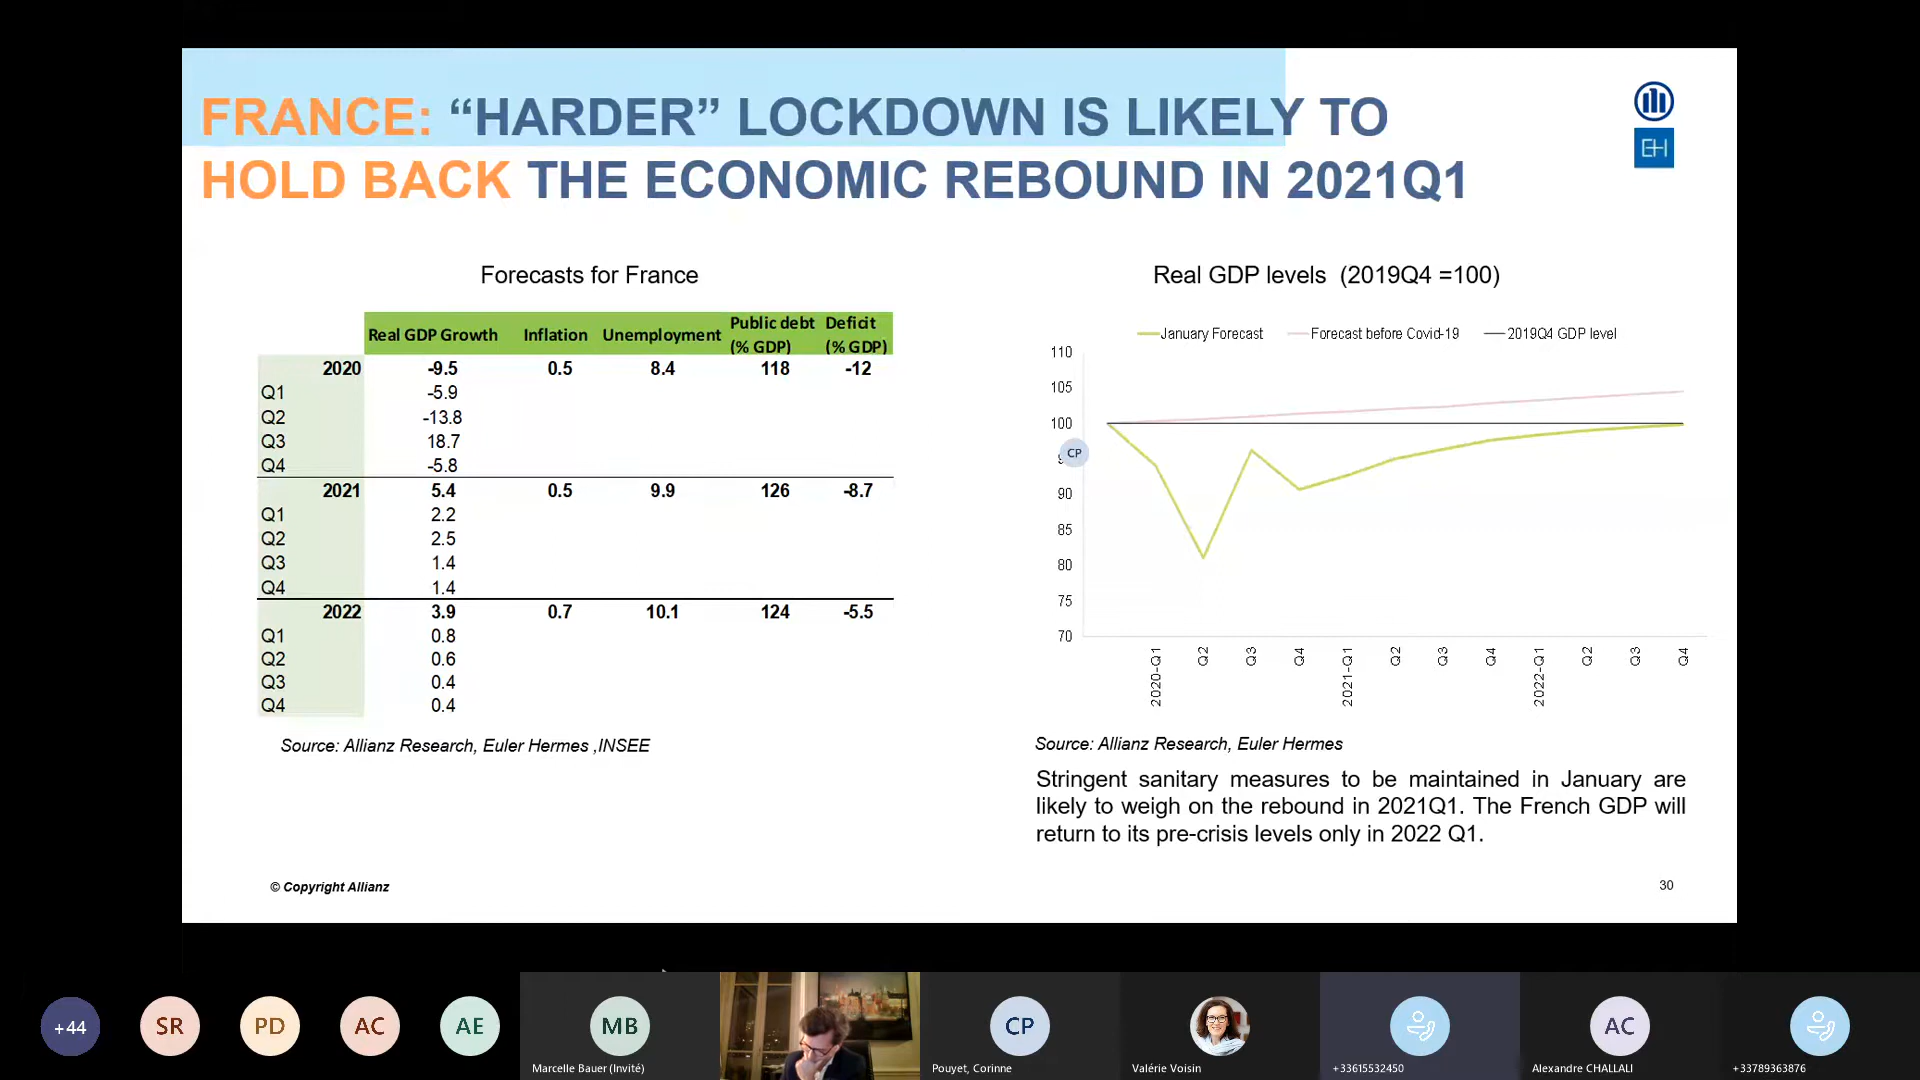 FRANCE: “HARDER” LOCKDOWN IS LIKELY TO
HOLD BACK THE ECONOMIC REBOUND IN 2021Q1
EH
Forecasts for France
Real GDP Growth Inflation Unemployment Public debt (% GDP) Deficit (% GDP)
2020 -9.5 0.5 8.4 118 -12
Q1 -5.9
Q2 -13.8
Q3 18.7
Q4 -5.8
2021 5.4 0.5 9.9 126 -8.7
Q1 2.2
Q2 2.5
Q3 1.4
Q4 1.4
2022 3.9 0.7 10.1 124 -5.5
Q1 0.8
Q2 0.6
Q3 0.4
Q4 0.4
Source: Allianz Research, Euler Hermes ,INSEE
Real GDP levels (2019Q4 =100)
January Forecast Forecast before Covid-19 2019Q4 GDP level
110
105
100
CP
90
85
80
75
70
2020-Q1 Q2 Q3 Q4 2021-Q1 Q2 Q3 Q4 2022-Q1 Q2 Q3 Q4
Source: Allianz Research, Euler Hermes
Stringent sanitary measures to be maintained in January are
likely to weigh on the rebound in 2021Q1. The French GDP will
return to its pre-crisis levels only in 2022 Q1.
© Copyright Allianz
30
+44 SR PD AC AE MB CP AC
Marcelle Bauer (Invité) Pouyet, Corinne Valérie Voisin +33615532450 Alexandre CHALLALI +33789363876